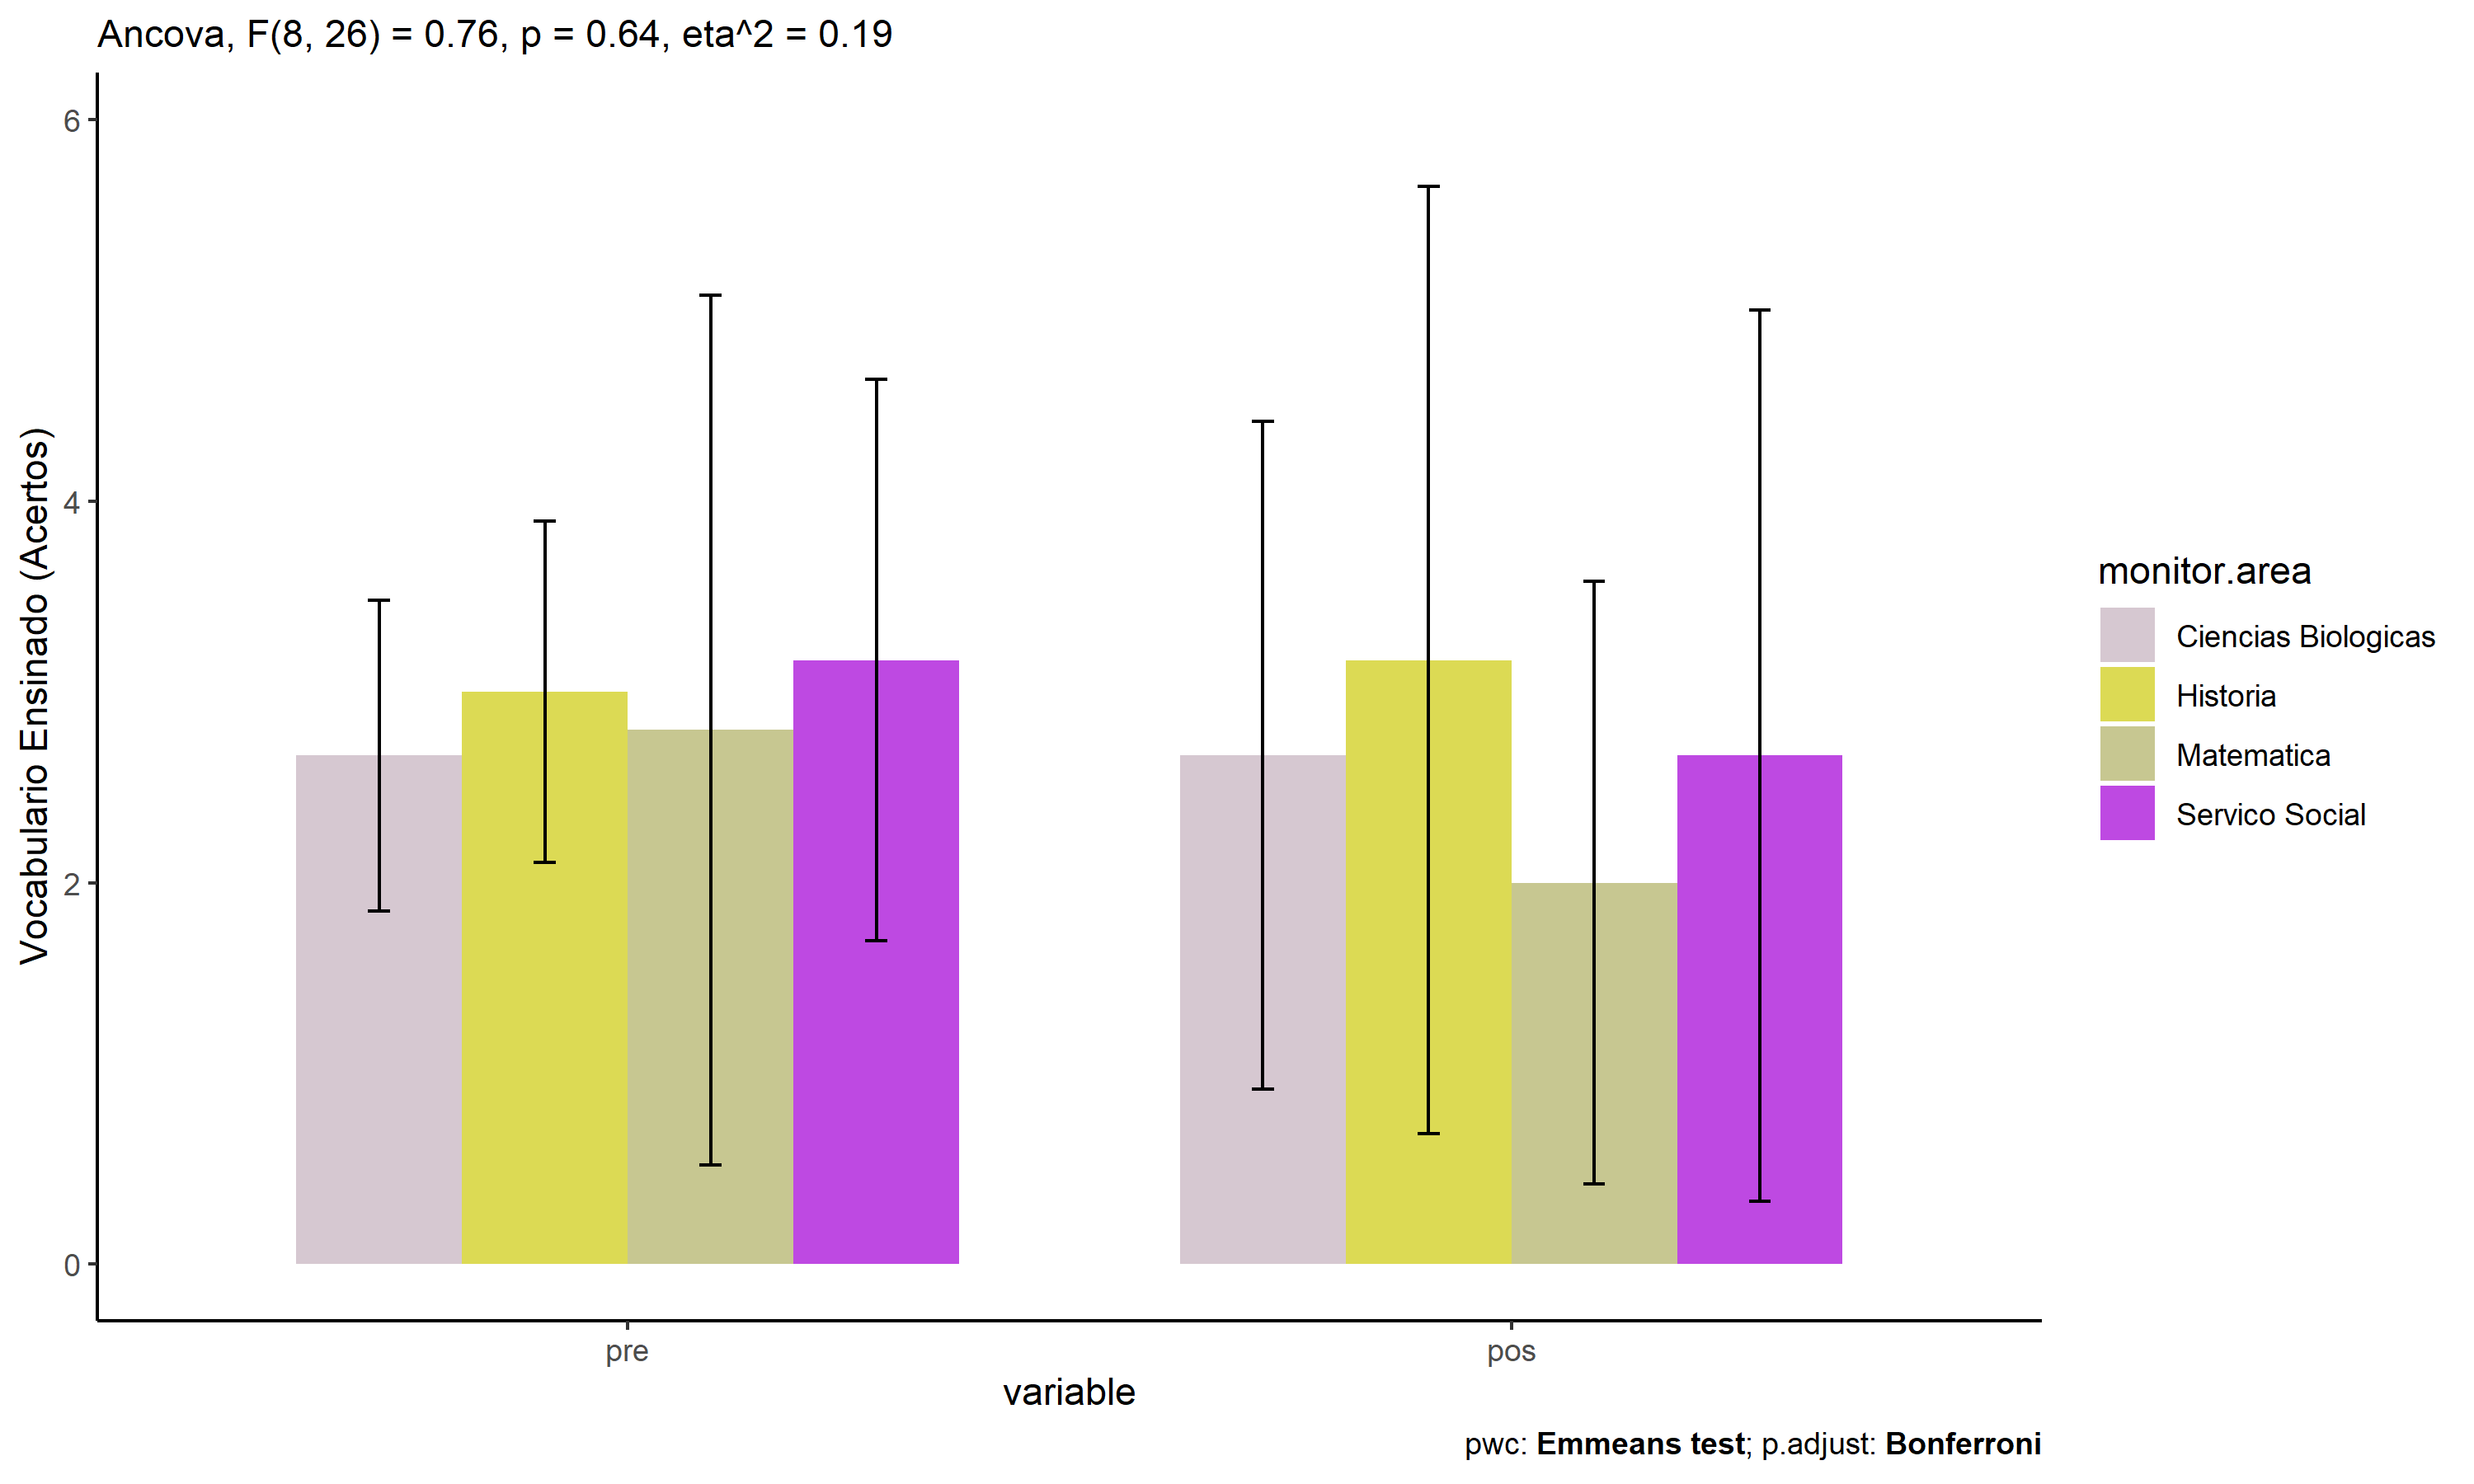 Ancova, F(8, 26) = 0.76, p = 0.64, eta^2 = 0.19
Vocabulario Ensinado (Acertos)
6
4
2
0
pre
pos
variable
monitor.area
Ciencias Biologicas
Historia
Matematica
Servico Social
pwc: Emmeans test; p.adjust: Bonferroni